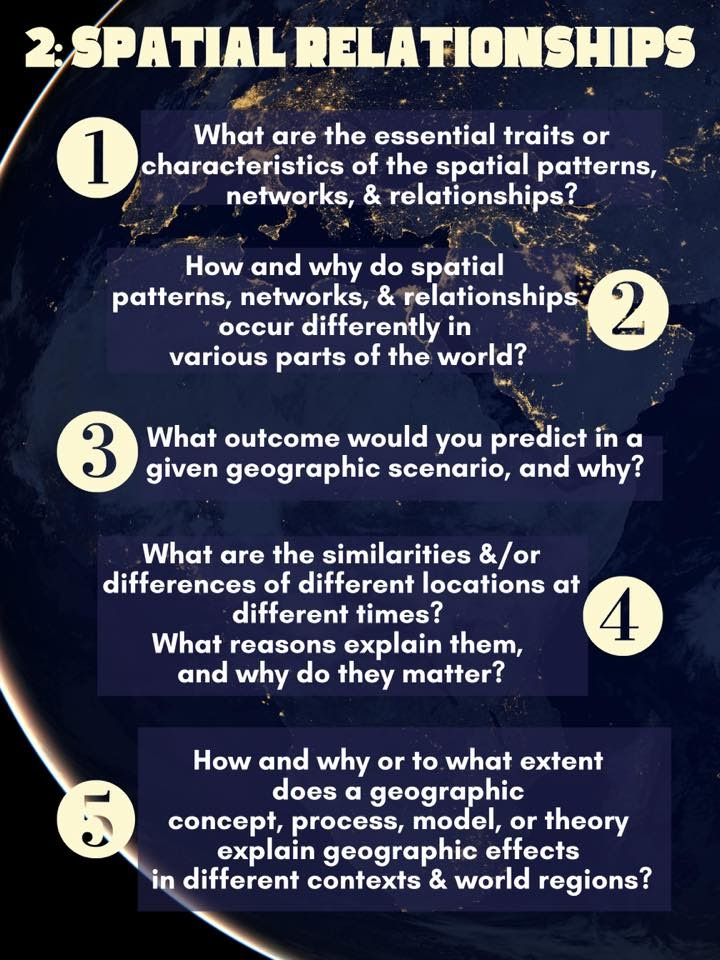 2: SPATIAL RELATIONSHIPS
1
What are the essential traits or
characteristics of the spatial patterns,
networks, & relationships?
How and why do spatial
patterns, networks, & relationships
occur differently in
various parts of the world?
2
3
What outcome would you predict in a
given geographic scenario, and why?
What are the similarities &/or
differences of different locations at
different times?
What reasons explain them,
and why do they matter?
4
5
How and why or to what extent
does a geographic
concept, process, model, or theory
explain geographic effects
in different contexts & world regions?